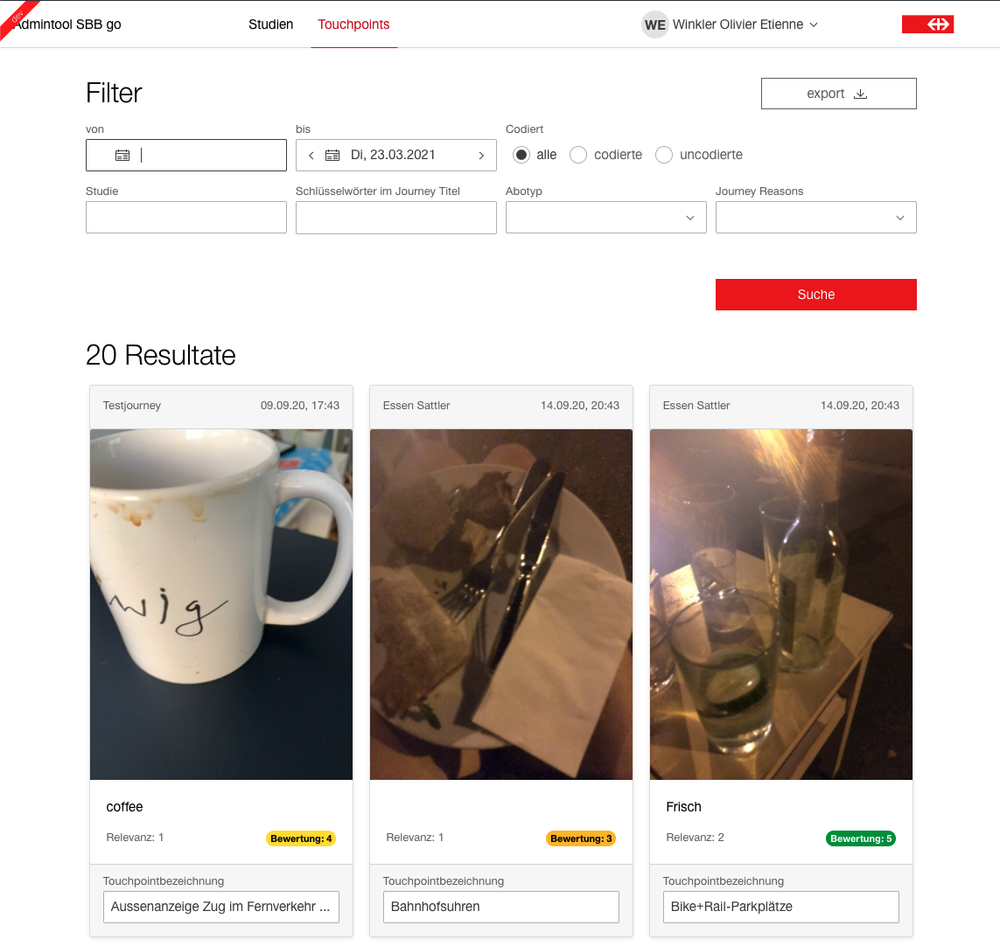 dev
Admintool SBB go
Studien
Touchpoints
WE
Winkler Olivier Etienne
Filter
export
von
bis
Di, 23.03.2021
Codiert
alle
codierte
uncodierte
Studie
Schlüsselwörter im Journey Titel
Abotyp
Journey Reasons
Suche
20 Resultate
Testjourney
09.09.20, 17:43
wig
coffee
Relevanz: 1
Bewertung: 4
Touchpointbezeichnung
Aussenanzeige Zug im Fernverkehr ...
Essen Sattler
14.09.20, 20:43
Relevanz: 1
Bewertung: 3
Touchpointbezeichnung
Bahnhofsuhren
Essen Sattler
14.09.20, 20:43
Frisch
Relevanz: 2
Bewertung: 5
Touchpointbezeichnung
Bike+Rail-Parkplätze